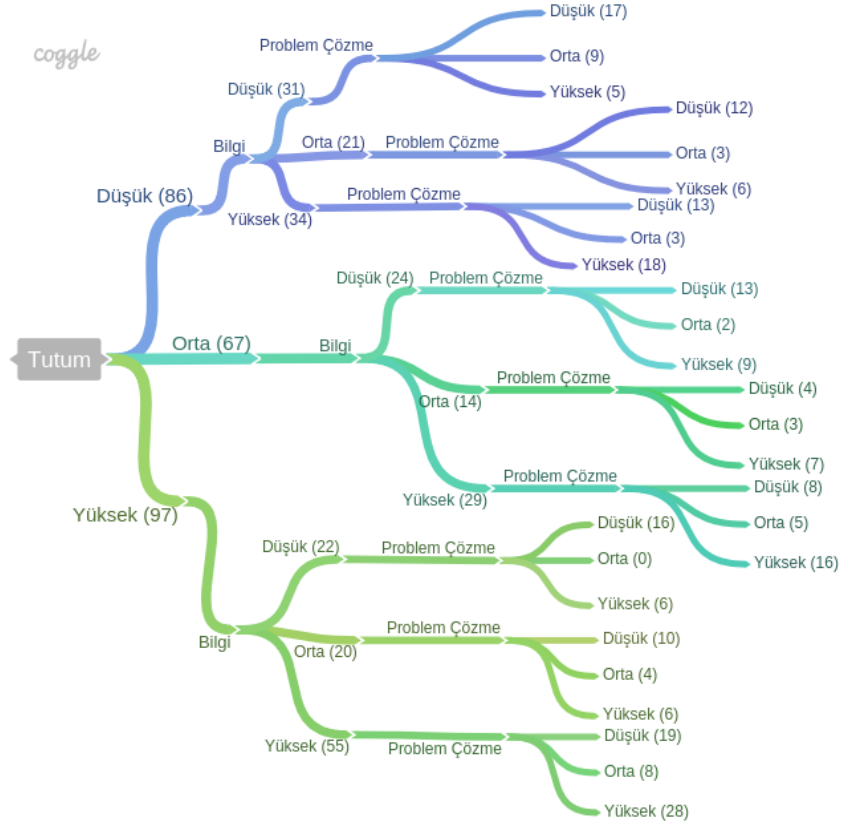 coggle
Tutum
Düşük (86)
Bilgi
Düşük (31)
Problem Çözme
Düşük (17)
Orta (9)
Yüksek (5)
Orta (21)
Problem Çözme
Düşük (12)
Orta (3)
Yüksek (6)
Yüksek (34)
Problem Çözme
Düşük (13)
Orta (3)
Yüksek (18)
Orta (67)
Bilgi
Düşük (24)
Problem Çözme
Düşük (13)
Orta (2)
Yüksek (9)
Orta (14)
Problem Çözme
Düşük (4)
Orta (3)
Yüksek (7)
Yüksek (29)
Problem Çözme
Düşük (8)
Orta (5)
Yüksek (16)
Yüksek (97)
Bilgi
Düşük (22)
Problem Çözme
Düşük (16)
Orta (0)
Yüksek (6)
Orta (20)
Problem Çözme
Düşük (10)
Orta (4)
Yüksek (6)
Yüksek (55)
Problem Çözme
Düşük (19)
Orta (8)
Yüksek (28)